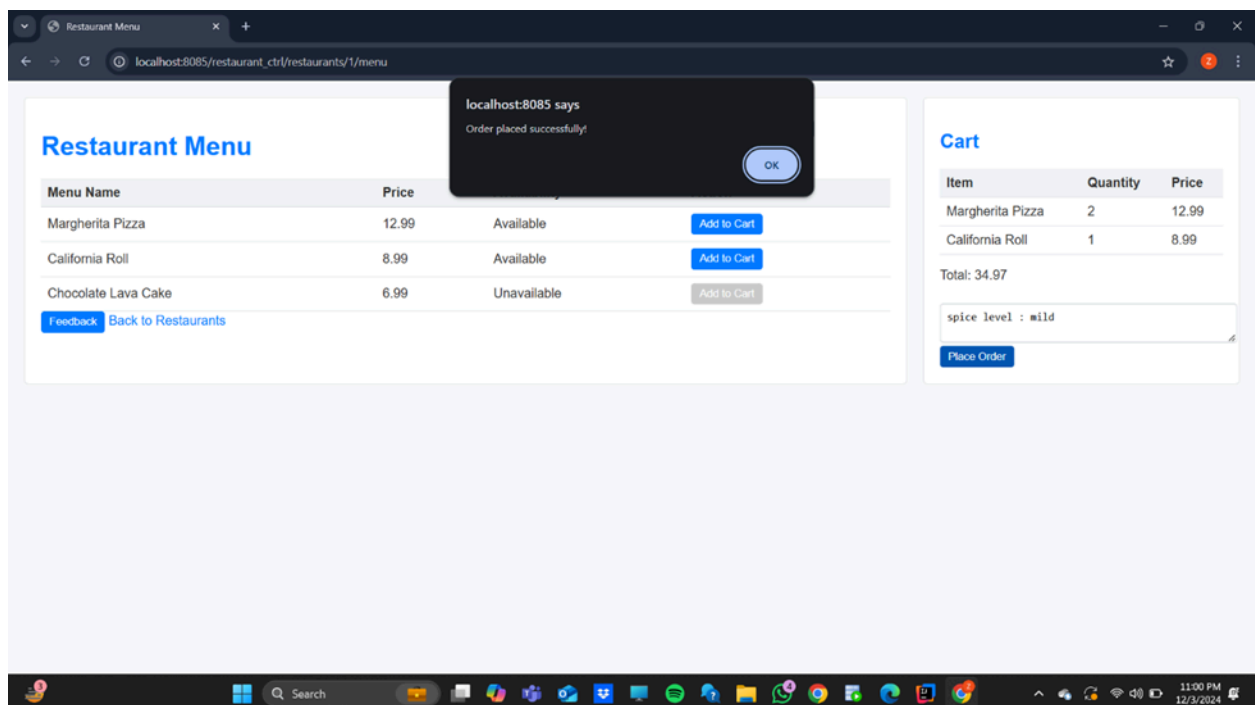 Restaurant Menu
localhost:8085/restaurant_ctrl/restaurants/1/menu
Z
localhost:8085 says
Order placed successfully!
OK
Restaurant Menu
Menu Name Price
Margherita Pizza 12.99 Available Add to Cart
California Roll 8.99 Available Add to Cart
Chocolate Lava Cake 6.99 Unavailable Add to Cart
Feedback Back to Restaurants
Cart
Item Quantity Price
Margherita Pizza 2 12.99
California Roll 1 8.99
Total: 34.97
spice level : mild
Place Order
Search
11:00 PM
12/3/2024